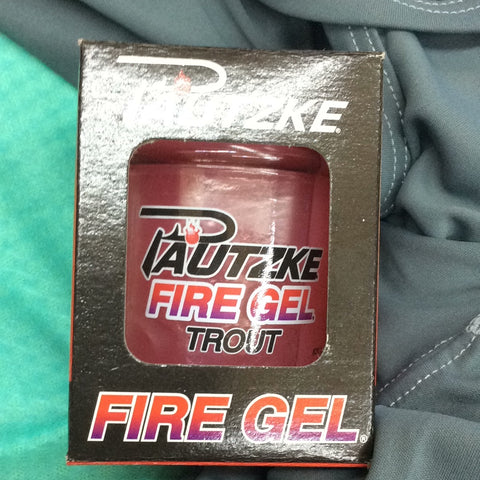 PAUTZKE®
PAUTZKE
FIRE GEL
TROUT
FIRE GEL®